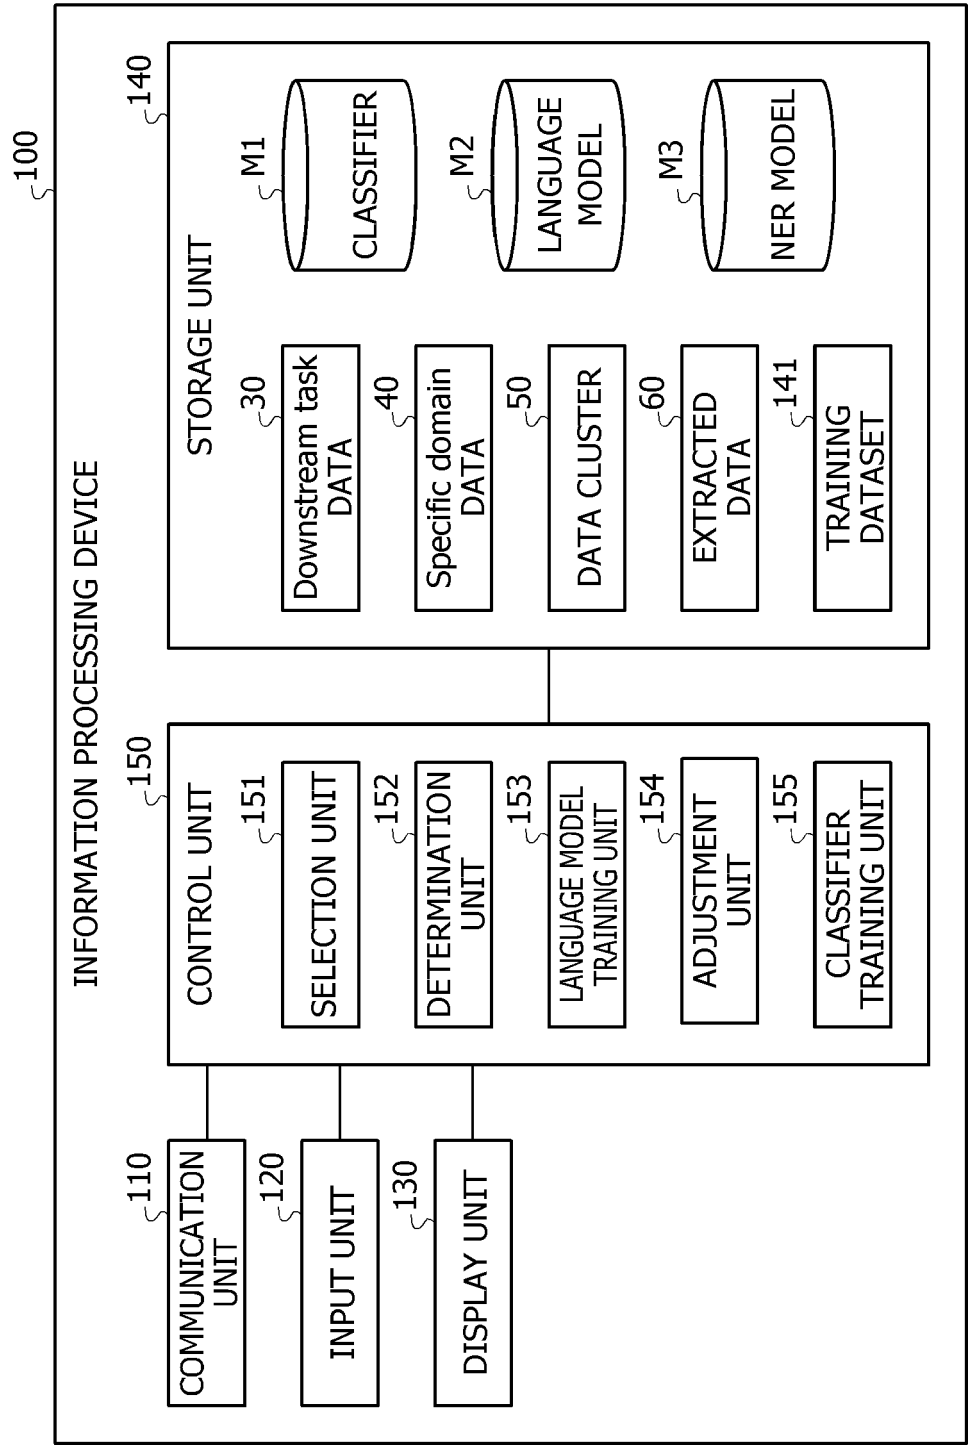 100
INFORMATION PROCESSING DEVICE
110
COMMUNICATION
UNIT
120
INPUT UNIT
130
DISPLAY UNIT
150
CONTROL UNIT
151
SELECTION UNIT
152
DETERMINATION
UNIT
153
LANGUAGE MODEL
TRAINING UNIT
154
ADJUSTMENT
UNIT
155
CLASSIFIER
TRAINING UNIT
140
STORAGE UNIT
30
Downstream task
DATA
40
Specific domain
DATA
50
DATA CLUSTER
60
EXTRACTED
DATA
141
TRAINING
DATASET
M1
CLASSIFIER
M2
LANGUAGE
MODEL
M3
NER MODEL